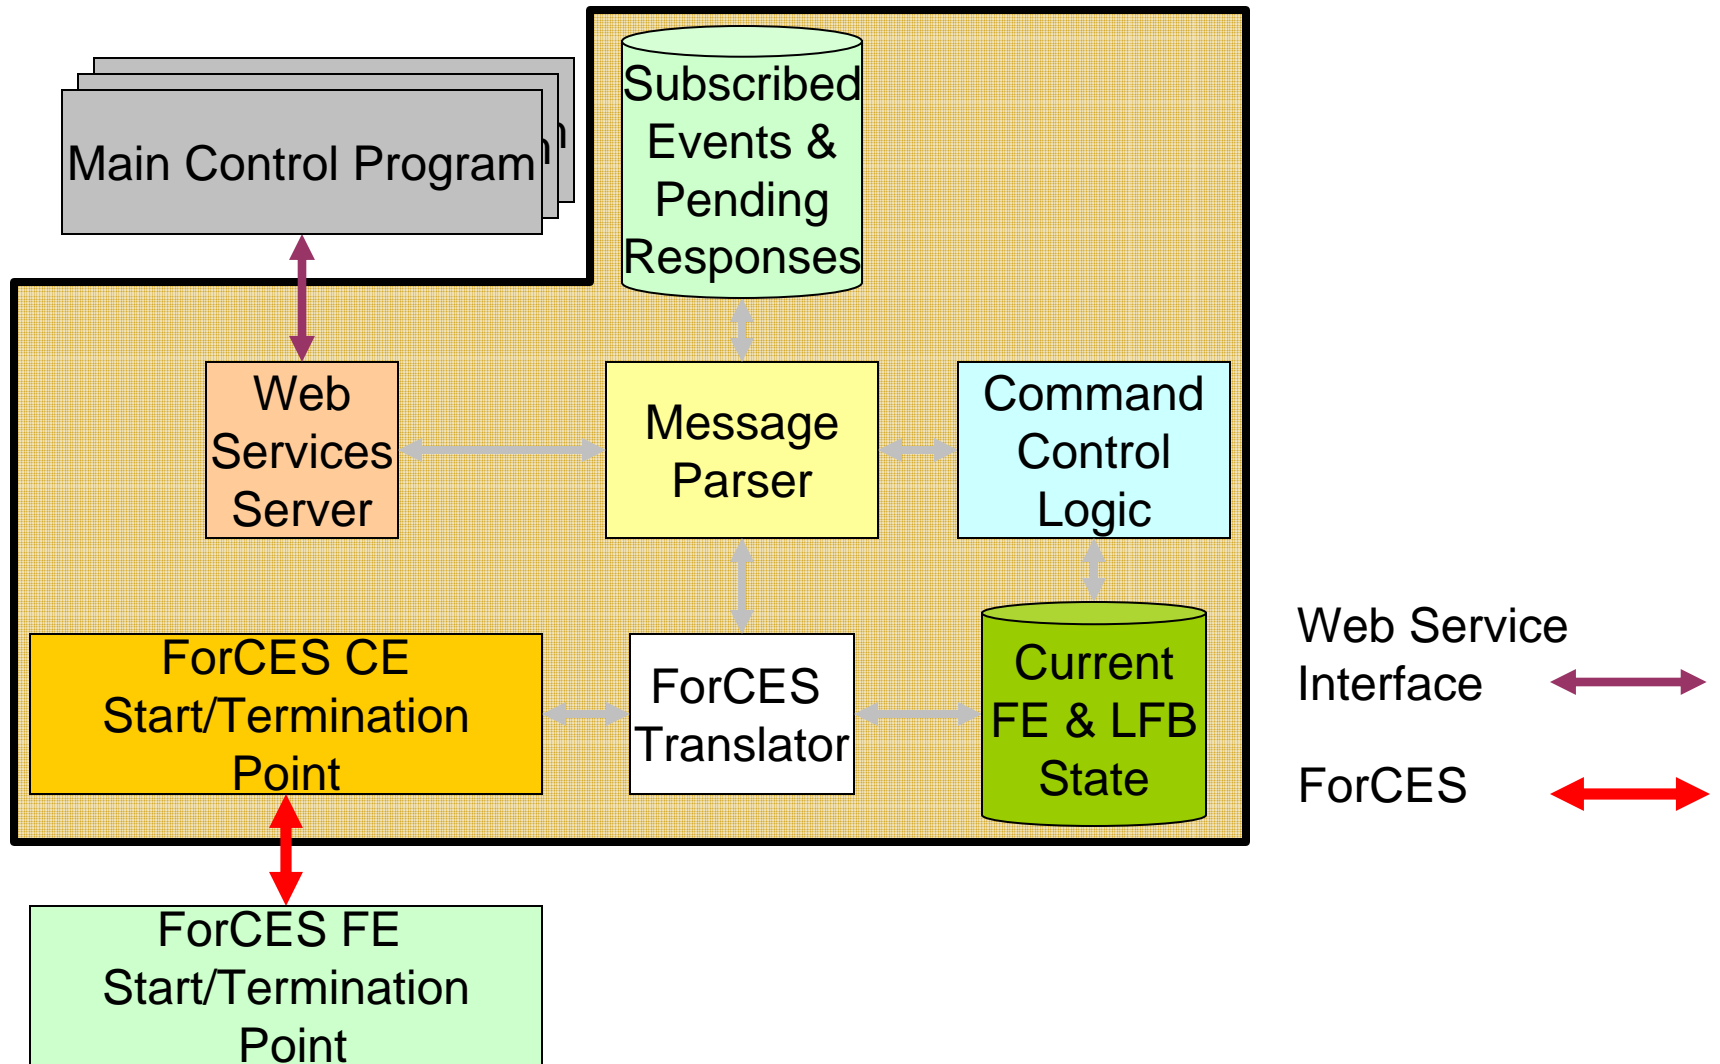 Subscribed
Events &
Pending
Responses
Main Control Program
Web
Services
Server
Message
Parser
Command
Control
Logic
ForCES CE
Start/Termination
Point
ForCES
Translator
Current
FE & LFB
State
Web Service
Interface
ForCES
ForCES FE
Start/Termination
Point